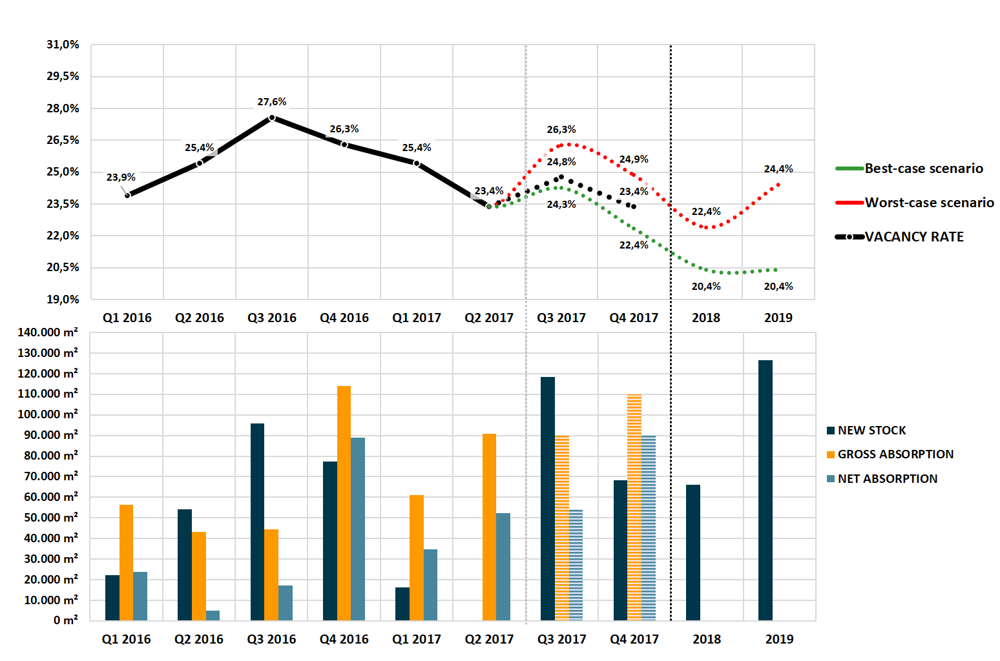 31,0%
29,5%
28,0%
26,5%
25,0%
23,5%
22,0%
20,5%
19,0%
23,9%
25,4%
27,6%
26,3%
25,4%
23,4%
26,3%
24,8%
24,3%
24,9%
23,4%
22,4%
22,4%
20,4%
24,4%
20,4%
Q1 2016 Q2 2016 Q3 2016 Q4 2016 Q1 2017 Q2 2017 Q3 2017 Q4 2017 2018 2019
Best-case scenario
Worst-case scenario
VACANCY RATE
140.000 m²
130.000 m²
120.000 m²
110.000 m²
100.000 m²
90.000 m²
80.000 m²
70.000 m²
60.000 m²
50.000 m²
40.000 m²
30.000 m²
20.000 m²
10.000 m²
0 m²
Q1 2016 Q2 2016 Q3 2016 Q4 2016 Q1 2017 Q2 2017 Q3 2017 Q4 2017 2018 2019
NEW STOCK
GROSS ABSORPTION
NET ABSORPTION